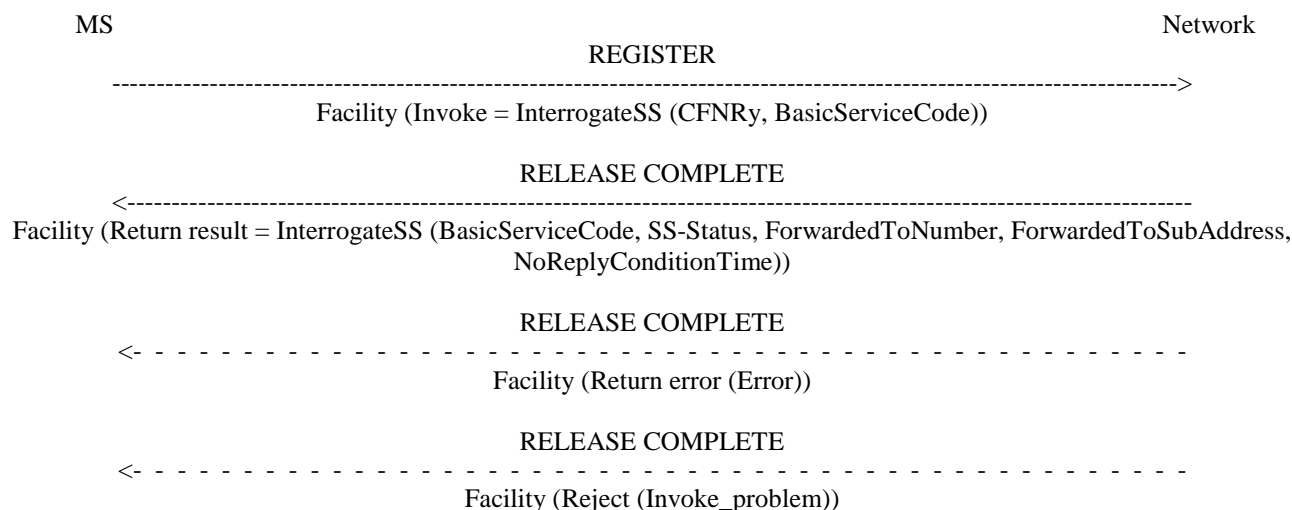 MS Network
REGISTER
Facility (Invoke = InterrogateSS (CFNRy, BasicServiceCode))
RELEASE COMPLETE
Facility (Return result = InterrogateSS (BasicServiceCode, SS-Status, ForwardedToNumber, ForwardedToSubAddress,
NoReplyConditionTime))
RELEASE COMPLETE
Facility (Return error (Error))
RELEASE COMPLETE
Facility (Reject (Invoke_problem))